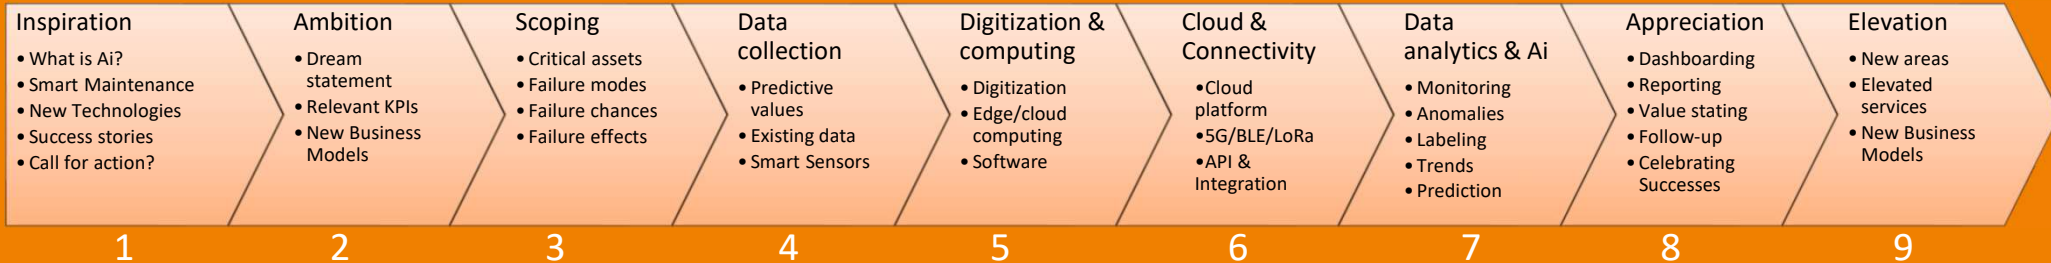 Inspiration
• What is Ai?
• Smart Maintenance
• New Technologies
• Success stories
• Call for action?
1
Ambition
• Dream
statement
• Relevant KPIs
• New Business
Models
2
Scoping
• Critical assets
• Failure modes
• Failure chances
• Failure effects
3
Data
collection
• Predictive
values
• Existing data
• Smart Sensors
4
Digitization &
computing
• Digitization
• Edge/cloud
computing
• Software
5
Cloud &
Connectivity
•Cloud
platform
•5G/BLE/LoRa
•API &
Integration
6
Data
analytics & Ai
• Monitoring
• Anomalies
• Labeling
• Trends
• Prediction
7
Appreciation
• Dashboarding
• Reporting
• Value stating
• Follow-up
• Celebrating
Successes
8
Elevation
• New areas
• Elevated
services
• New Business
Models
9